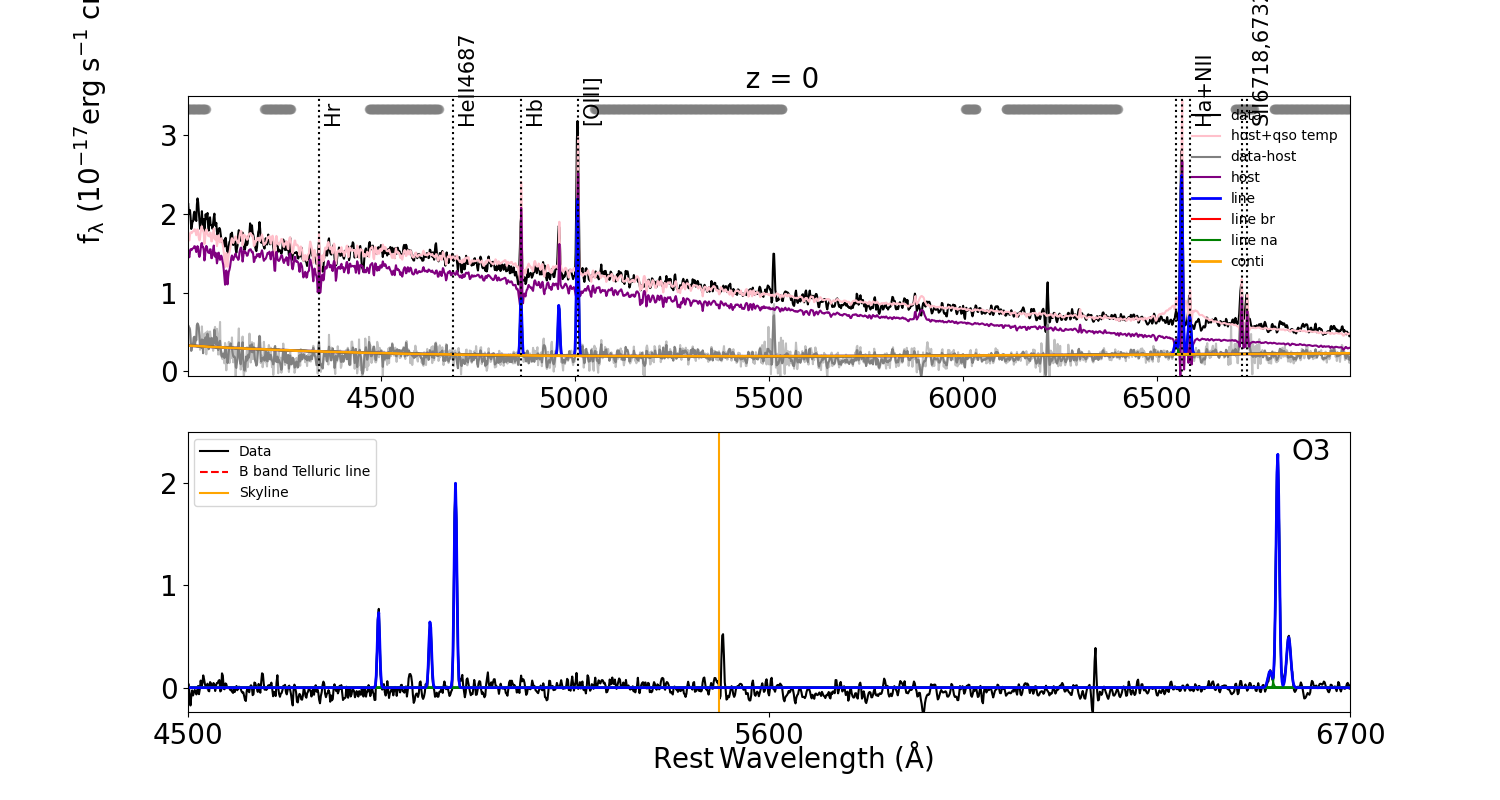 z = 0
fλ (10−17erg s−1 c
Hr
HeII4687
Hb
[OIII]
Ha+NII
SII6718,673
data
host+qso temp
data-host
host
line
line br
line na
conti
3
2
1
0
4500 5000 5500 6000 6500
Data
B band Telluric line
Skyline
O3
2
1
0
4500 5600 6700
Rest Wavelength (Å)